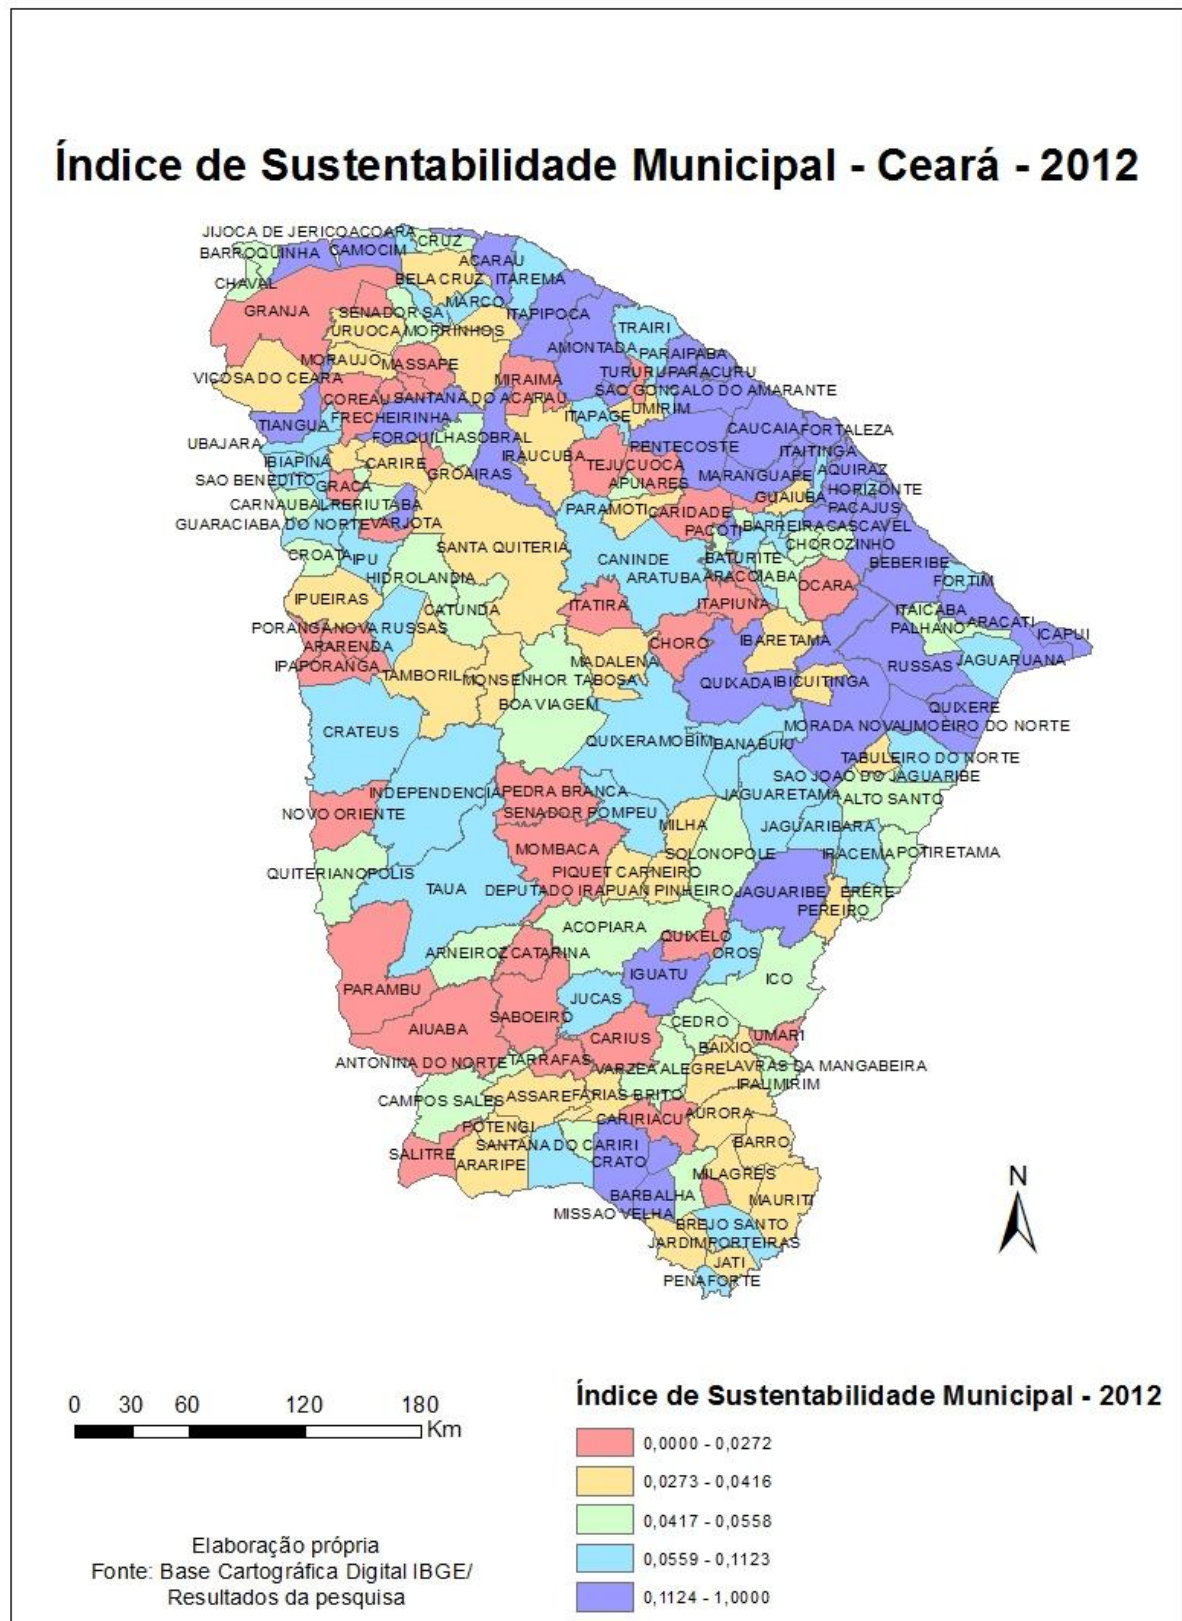 Índice de Sustentabilidade Municipal - Ceará - 2012
JIJOCA DE JERICOACOARA
CRUZ
BARROQUINHA
CAMOCIM
ACARAU
CHAVAL
BELA CRUZ
ITAREMA
MARCO
GRANJA
SENADOR SA
ITAPIPOCA
URUOCA
MORRINHOS
TRAIRI
AMONTADA
PARAIPABA
MORAUJO
MASSAPE
VIÇOSA DO CEARA
MIRAIMA
TURURU
PARACURU
COREAU
SANTANA DO ACARAU
SAO GONCALO DO AMARANTE
FRECHEIRINHA
ITAPAGE
UMIRIM
TIANGUA
CAUCAIA
FORTALEZA
UBAJARA
FORQUILHA
SOBRAL
PENTECOSTE
IBIAPINA
CARIRE
IRAUCUBA
ITAITINGA
TEJUCUOCA
MARANGUAPE
AQUIRAZ
SAO BENEDITO
GRACA
GROAIRAS
APUIARES
GUAIUBA
HORIZONTE
CARNAUBAL
RERIUTABA
PARAMOTI
CARIDADE
PACAJUS
GUARACIABA DO NORTE
VARJOTA
PACOTI
BARREIRA
CASCAVEL
CROATA
IPU
SANTA QUITERIA
CANINDE
BATURITE
CHOROZINHO
HIDROLANDIA
ARATUBA
ARACOIABA
OCARA
BEBERIBE
FORTIM
IPUEIRAS
CATUNDA
ITATIRA
ITAPIUNA
ITAICABA
PORANGA
NOVA RUSSAS
CHORO
IBARETAMA
PALHANO
ARACATI
ICAPUI
ARARENDA
IPAPORANGA
MADALENA
RUSSAS
JAGUARUANA
TAMBORIL
MONSENHOR TABOSA
QUIXADA
IBICUITINGA
BOA VIAGEM
QUIXERE
CRATEUS
QUIXERAMOBIM
BANABUIU
MORADA NOVA
LIMOEIRO DO NORTE
TABULEIRO DO NORTE
SAO JOAO DO JAGUARIBE
INDEPENDENCIA
PEDRA BRANCA
JAGUARETAMA
ALTO SANTO
NOVO ORIENTE
SENADOR POMPEU
MILHA
JAGUARIBARA
MOMBACA
SOLONOPOLE
IRACEMA
POTIRETAMA
QUITERIANOPOLIS
PIQUET CARNEIRO
TAUA
DEPUTADO IRAPUAN PINHEIRO
JAGUARIBE
ERERE
PEREIRO
ACOPIARA
QUIXELO
ARNEIROZ
CATARINA
OROS
IGUATU
ICO
PARAMBU
JUCAS
SABOEIRO
AIUABA
CEDRO
CARIUS
UMARI
BAIXIO
ANTONINA DO NORTE
TARRAFAS
VARZEA ALEGRE
LAVRAS DA MANGABEIRA
IPAUMIRIM
CAMPOS SALES
ASSARE
FARIAS BRITO
CARIRIACU
AURORA
POTENGI
BARRO
SALITRE
SANTANA DO CARIRI
ARARIPE
CRATO
MILAGRES
BARBALHA
MAURITI
MISSAO VELHA
BREJO SANTO
JARDIM
PORTEIRAS
JATI
PENAFORTE
N
0 30 60 120 180
Km
Índice de Sustentabilidade Municipal - 2012
0,0000 - 0,0272
0,0273 - 0,0416
0,0417 - 0,0558
0,0559 - 0,1123
0,1124 - 1,0000
Elaboração própria
Fonte: Base Cartográfica Digital IBGE/
Resultados da pesquisa